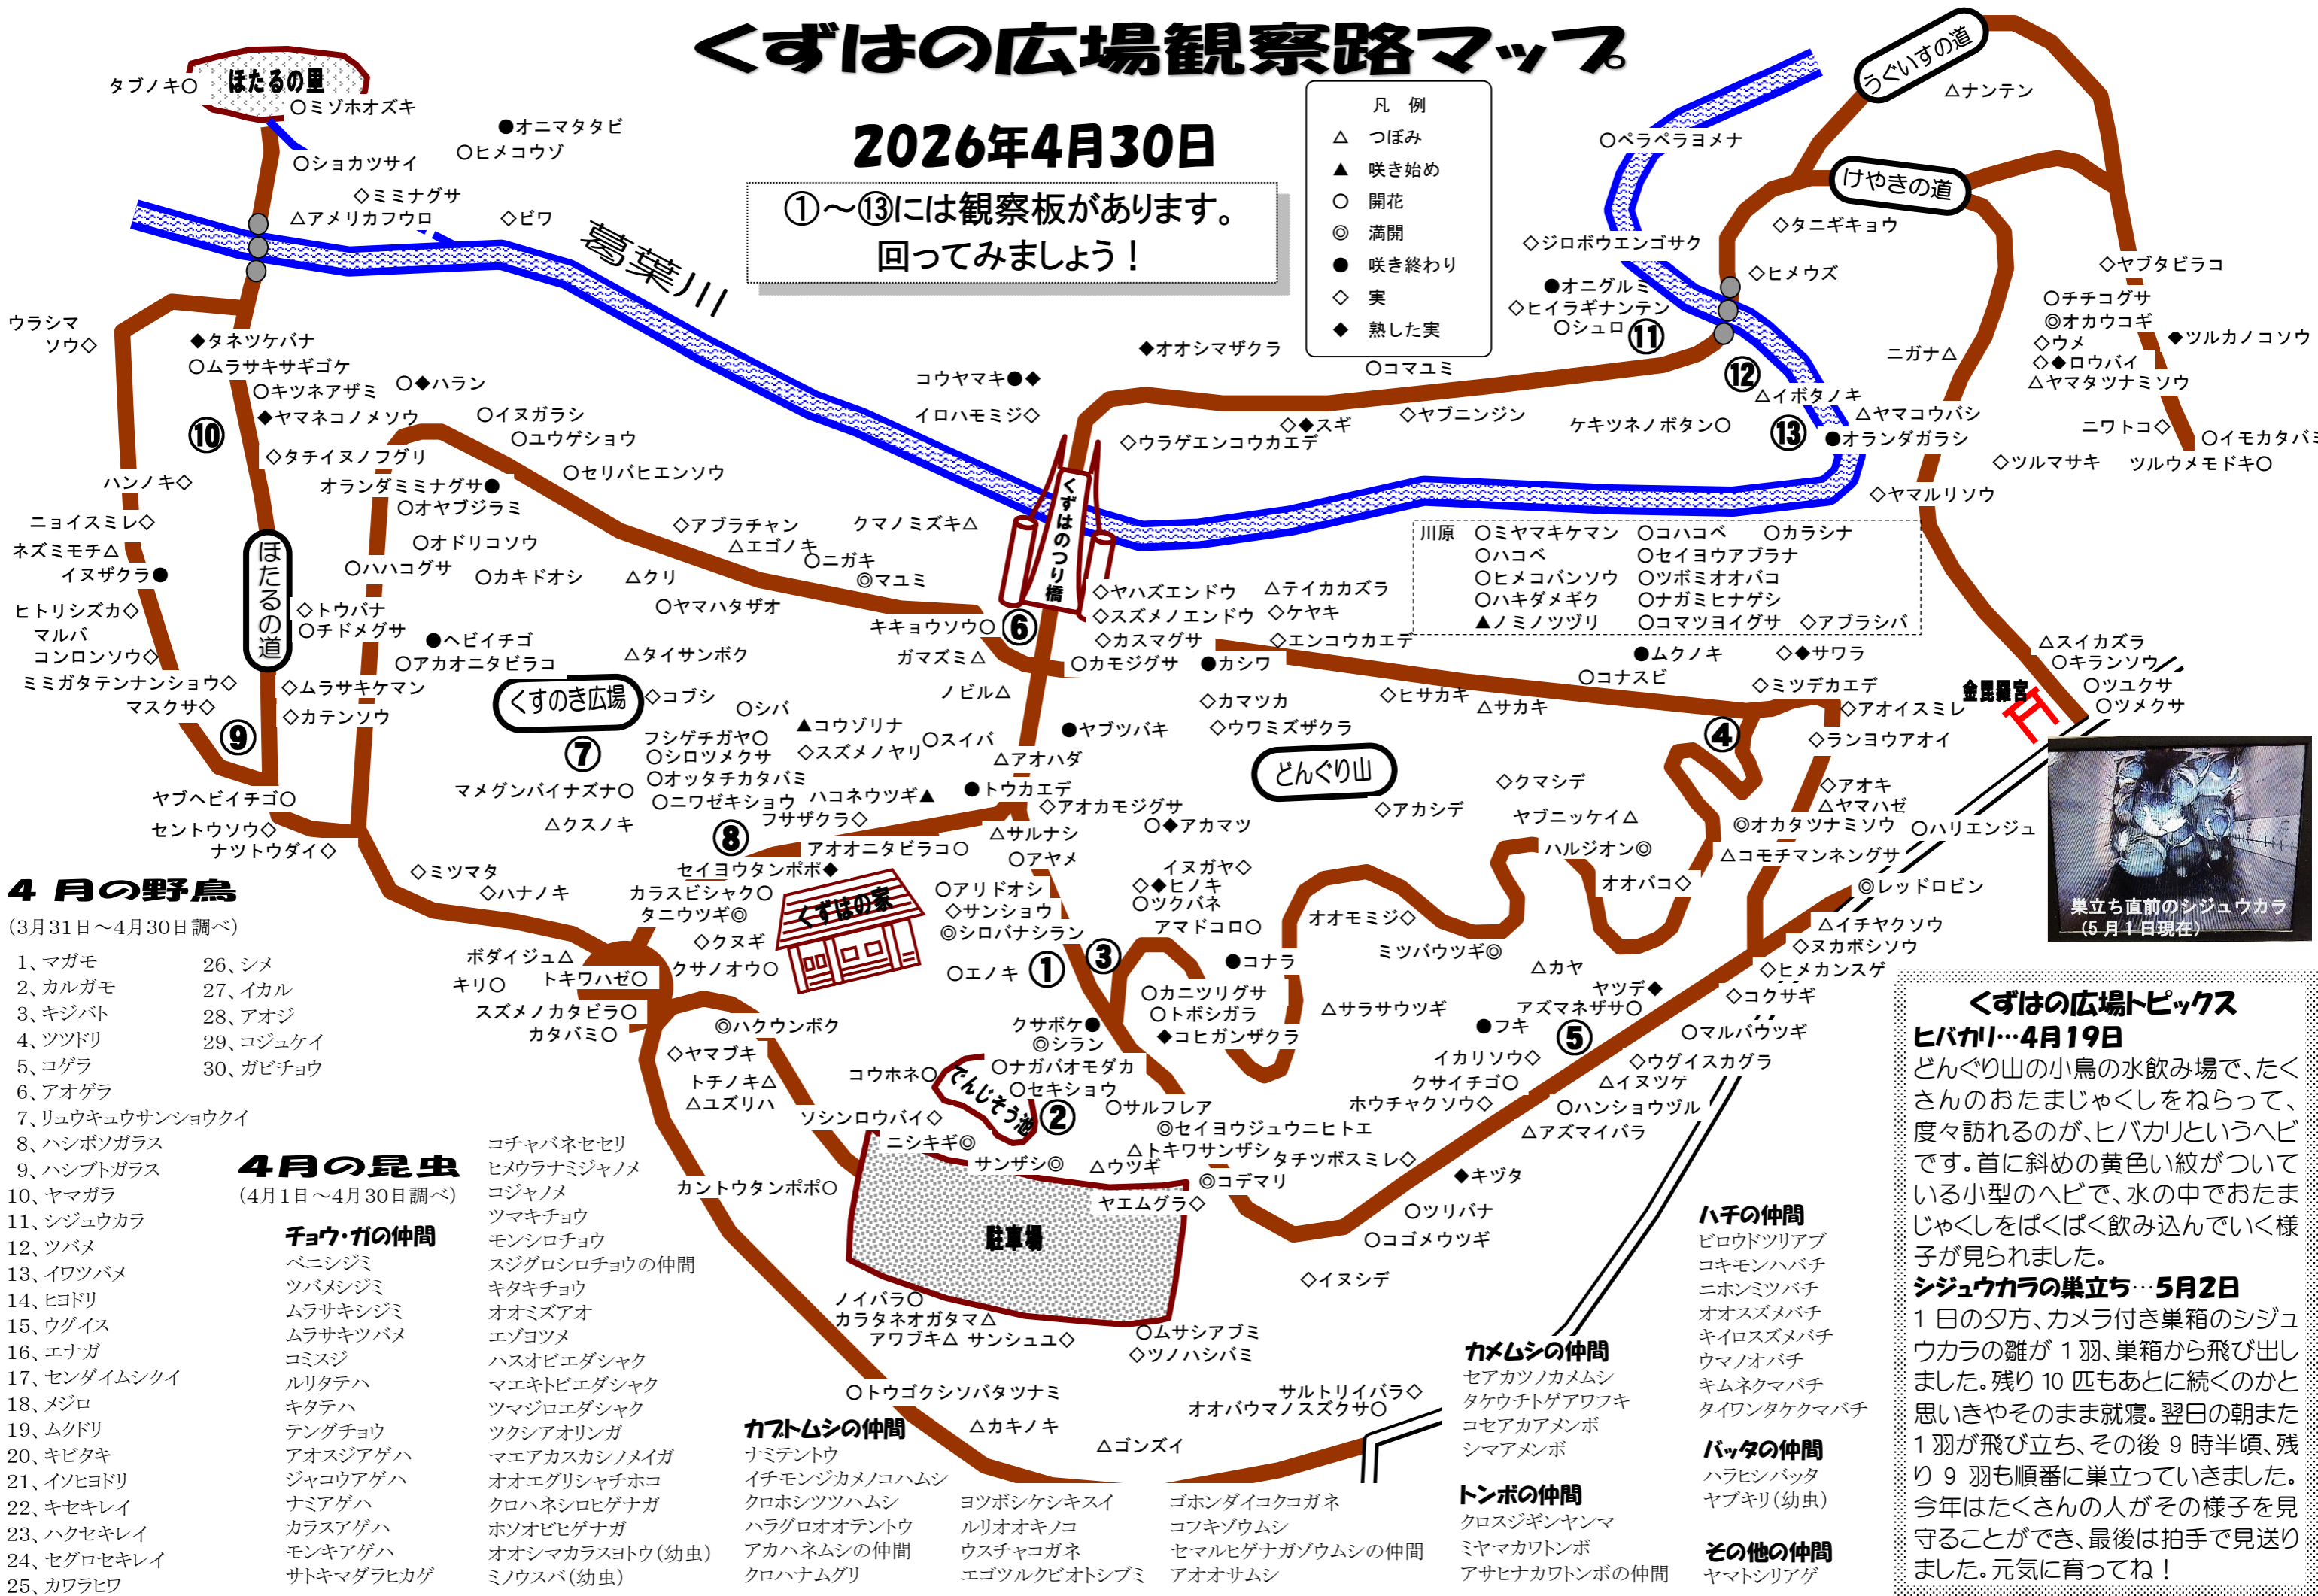 くずはの広場観察路マップ
2026年4月30日
①～⑬には観察板があります。
回ってみましょう！
凡 例
△ つぼみ
▲ 咲き始め
○ 開花
◎ 満開
● 咲き終わり
◇ 実
◆ 熟した実
タブノキ○
ほたるの里
○ミゾホオズキ
●オニマタタビ
○ヒメコウゾ
○ショカツサイ
◇ミミナグサ
△アメリカフウロ
◇ビワ
葛葉川
うぐいすの道
△ナンテン
○ペラペラヨメナ
けやきの道
◇タニギキョウ
◇ジロボウエンゴサク
◇ヒメウズ
◇ヤブタビラコ
●オニグルミ
◇ヒイラギナンテン
○シュロ
⑪
○チチコグサ
◎オカウコギ
◇ウメ
◆ツルカノコソウ
◇◆ロウバイ
△ヤマタツナミソウ
ニガナ△
ニワトコ◇
○イモカタバミ
◇ツルマサキ
ツルウメモドキ○
ウラシマ
ソウ◇
◆タネツケバナ
○ムラサキサギゴケ
○キツネアザミ
○◆ハラン
◆ヤマネコノメソウ
○イヌガラシ
○ユウゲショウ
⑩
◇タチイヌノフグリ
○セリバヒエンソウ
ハンノキ◇
オランダミミナグサ●
○オヤブジラミ
◆オオシマザクラ
コウヤマキ●◆
イロハモミジ◇
○コマユミ
◇ウラゲエンコウカエデ
◇◆スギ
◇ヤブニンジン
ケキツネノボタン○
⑫
△イボタノキ
⑬
△ヤマコウバシ
●オランダガラシ
◇ヤマルリソウ
ニョイスミレ◇
ネズミモチ△
イヌザクラ●
ほたるの道
○オドリコソウ
○ハハコグサ
○カキドオシ
◇アブラチャン
△エゴノキ
クマノミズキ△
○ニガキ
◎マユミ
△クリ
○ヤマハタザオ
くずはのつり橋
キキョウソウ○
⑥
ガマズミ△
ノビル△
◇ヤハズエンドウ
◇スズメノエンドウ
◇カスマグサ
○カモジグサ
●カシワ
△テイカカズラ
◇ケヤキ
◇エンコウカエデ
川原 ○ミヤマキケマン ○コハコベ ○カラシナ
○ハコベ ○セイヨウアブラナ
○ヒメコバンソウ ○ツボミオオバコ
○ハキダメギク ○ナガミヒナゲシ
▲ノミノツヅリ ○コマツヨイグサ ◇アブラシバ
ヒトリシズカ◇
マルバ
コンロンソウ◇
ミミガタテンナンショウ◇
マスクサ◇
⑨
◇トウバナ
○チドメグサ
●ヘビイチゴ
○アカオニタビラコ
◇ムラサキケマン
◇カテンソウ
△タイサンボク
くすのき広場
◇コブシ
○シバ
⑦
フシゲチガヤ○
○シロツメクサ
○オッタチカタバミ
○ニワゼキショウ
マメグンバイナズナ○
△クスノキ
▲コウゾリナ
◇スズメノヤリ
○スイバ
ハコネウツギ▲
フサザクラ◇
⑧
アオオニタビラコ○
△アオハダ
●トウカエデ
◇アオカモジグサ
●ヤブツバキ
◇カマツカ
◇ウワミズザクラ
どんぐり山
◇ヒサカキ
△サカキ
●ムクノキ
○コナスビ
◇◆サワラ
◇ミツデカエデ
④
◇アオイスミレ
◇ランヨウアオイ
△スイカズラ
○キランソウ
○ツユクサ
○ツメクサ
金毘羅宮
◇クマシデ
◇アカシデ
ヤブニッケイ△
ハルジオン◎
オオバコ◇
◇アオキ
△ヤマハゼ
◎オカタツナミソウ
○ハリエンジュ
△コモチマンネングサ
◎レッドロビン
△イチヤクソウ
◇ヌカボシソウ
◇ヒメカンスゲ
◇コクサギ
○マルバウツギ
◇ウグイスカグラ
巣立ち直前のシジュウカラ
(5月1日現在)
ヤブヘビイチゴ○
セントウソウ◇
ナツトウダイ◇
◇ミツマタ
◇ハナノキ
セイヨウタンポポ◆
カラスビシャク○
タニウツギ◎
◇クヌギ
クサノオウ○
くずはの家
△サルナシ
○アヤメ
○アリドオシ
◇サンショウ
◎シロバナシラン
○エノキ
①
③
○◆アカマツ
イヌガヤ◇
◇◆ヒノキ
○ツクバネ
アマドコロ○
●コナラ
○カニツリグサ
○トボシガラ
◆コヒガンザクラ
オオモミジ◇
ミツバウツギ◎
△サラサウツギ
△カヤ
ヤツデ◆
アズマネザサ○
●フキ
⑤
イカリソウ◇
クサイチゴ○
ホウチャクソウ◇
△イヌツゲ
○ハンショウヅル
△アズマイバラ
ボダイジュ△
キリ○
トキワハゼ○
スズメノカタビラ○
カタバミ○
◎ハクウンボク
◇ヤマブキ
トチノキ△
△ユズリハ
コウホネ○
でんじそう池
クサボケ●
◎シラン
○ナガバオモダカ
○セキショウ
②
ソシンロウバイ◇
ニシキギ◎
サンザシ◎
○サルフレア
◎セイヨウジュウニヒトエ
△トキワサンザシ
△ウツギ
タチツボスミレ◇
◎コデマリ
ヤエムグラ◇
◆キヅタ
○ツリバナ
○コゴメウツギ
◇イヌシデ
カントウタンポポ○
駐車場
ノイバラ○
カラタネオガタマ△
アワブキ△ サンシュユ◇
○ムサシアブミ
◇ツノハシバミ
○トウゴクシソバタツナミ
△カキノキ
△ゴンズイ
サルトリイバラ◇
オオバウマノスズクサ○
4 月の野鳥
(3月31日～4月30日調べ)
1、マガモ
2、カルガモ
3、キジバト
4、ツツドリ
5、コゲラ
6、アオゲラ
7、リュウキュウサンショウクイ
8、ハシボソガラス
9、ハシブトガラス
10、ヤマガラ
11、シジュウカラ
12、ツバメ
13、イワツバメ
14、ヒヨドリ
15、ウグイス
16、エナガ
17、センダイムシクイ
18、メジロ
19、ムクドリ
20、キビタキ
21、イソヒヨドリ
22、キセキレイ
23、ハクセキレイ
24、セグロセキレイ
25、カワラヒワ
26、シメ
27、イカル
28、アオジ
29、コジュケイ
30、ガビチョウ
4月の昆虫
(4月1日～4月30日調べ)
チョウ・ガの仲間
ベニシジミ
ツバメシジミ
ムラサキシジミ
ムラサキツバメ
コミスジ
ルリタテハ
キタテハ
テングチョウ
アオスジアゲハ
ジャコウアゲハ
ナミアゲハ
カラスアゲハ
モンキアゲハ
サトキマダラヒカゲ
コチャバネセセリ
ヒメウラナミジャノメ
コジャノメ
ツマキチョウ
モンシロチョウ
スジグロシロチョウの仲間
キタキチョウ
オオミズアオ
エゾヨツメ
ハスオビエダシャク
マエキトビエダシャク
ツマジロエダシャク
ツクシアオリンガ
マエアカスカシノメイガ
オオエグリシャチホコ
クロハネシロヒゲナガ
ホソオビヒゲナガ
オオシマカラスヨトウ(幼虫)
ミノウスバ(幼虫)
カブトムシの仲間
ナミテントウ
イチモンジカメノコハムシ
クロホシツツハムシ
ハラグロオオテントウ
アカハネムシの仲間
クロハナムグリ
ヨツボシケシキスイ
ルリオオキノコ
ウスチャコガネ
エゴツルクビオトシブミ
ゴホンダイコクコガネ
コフキゾウムシ
セマルヒゲナガゾウムシの仲間
アオオサムシ
カメムシの仲間
セアカツノカメムシ
タケウチトゲアワフキ
コセアカアメンボ
シマアメンボ
トンボの仲間
クロスジギンヤンマ
ミヤマカワトンボ
アサヒナカワトンボの仲間
ハチの仲間
ビロウドツリアブ
コキモンハバチ
ニホンミツバチ
オオスズメバチ
キイロスズメバチ
ウマノオバチ
キムネクマバチ
タイワンタケクマバチ
バッタの仲間
ハラヒシバッタ
ヤブキリ(幼虫)
その他の仲間
ヤマトシリアゲ
くずはの広場トピックス
ヒバカリ…4月19日
どんぐり山の小鳥の水飲み場で、たく
さんのおたまじゃくしをねらって、
度々訪れるのが、ヒバカリというヘビ
です。首に斜めの黄色い紋がついて
いる小型のヘビで、水の中でおたま
じゃくしをぱくぱく飲み込んでいく様
子が見られました。
シジュウカラの巣立ち…5月2日
1 日の夕方、カメラ付き巣箱のシジュ
ウカラの雛が 1 羽、巣箱から飛び出し
ました。残り 10 匹もあとに続くのかと
思いきやそのまま就寝。翌日の朝また
1 羽が飛び立ち、その後 9 時半頃、残
り 9 羽も順番に巣立っていきました。
今年はたくさんの人がその様子を見
守ることができ、最後は拍手で見送り
ました。元気に育ってね！